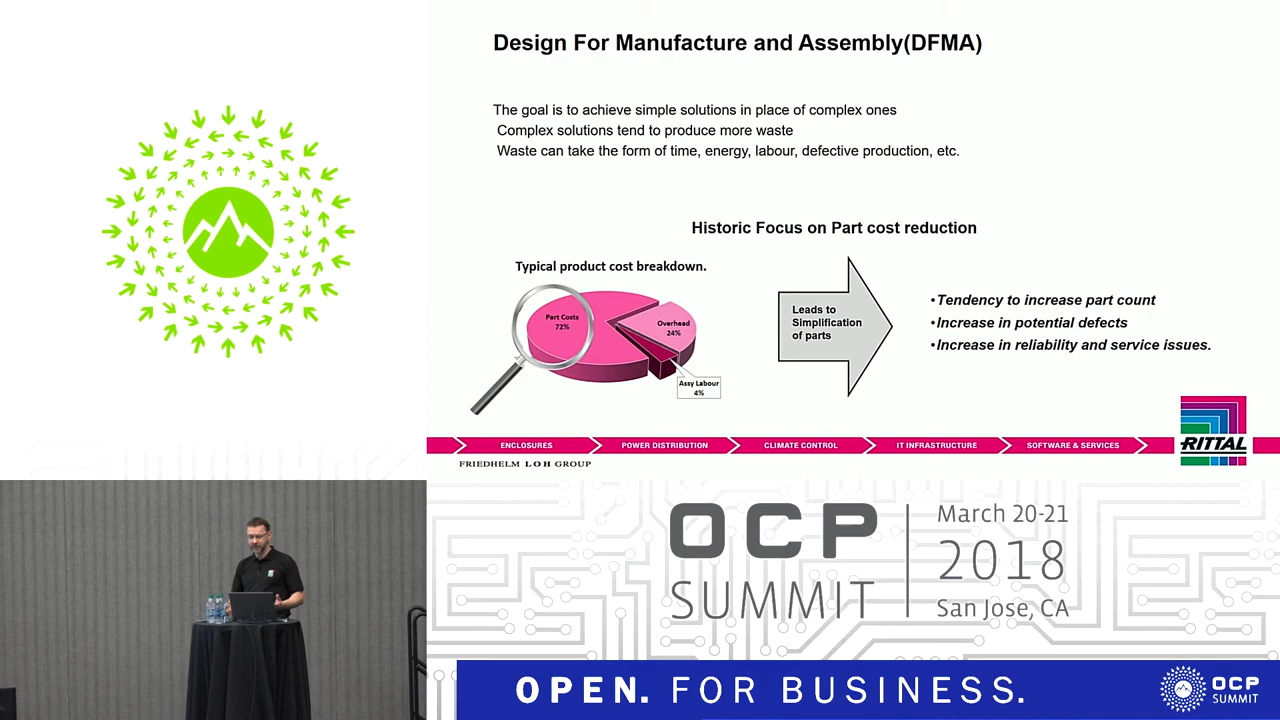 Design For Manufacture and Assembly(DFMA)
The goal is to achieve simple solutions in place of complex ones
Complex solutions tend to produce more waste
Waste can take the form of time, energy, labour, defective production, etc.
Historic Focus on Part cost reduction
Typical product cost breakdown.
Part Costs
72%
Overhead
24%
Assy Labour
4%
Leads to
Simplification
of parts
•Tendency to increase part count
•Increase in potential defects
•Increase in reliability and service issues.
ENCLOSURES
POWER DISTRIBUTION
CLIMATE CONTROL
IT INFRASTRUCTURE
SOFTWARE & SERVICES
RITTAL
FRIEDHELM LOH GROUP
OCP
SUMMIT
March 20-21
2018
San Jose, CA
OPEN. FOR BUSINESS.
OCP
SUMMIT